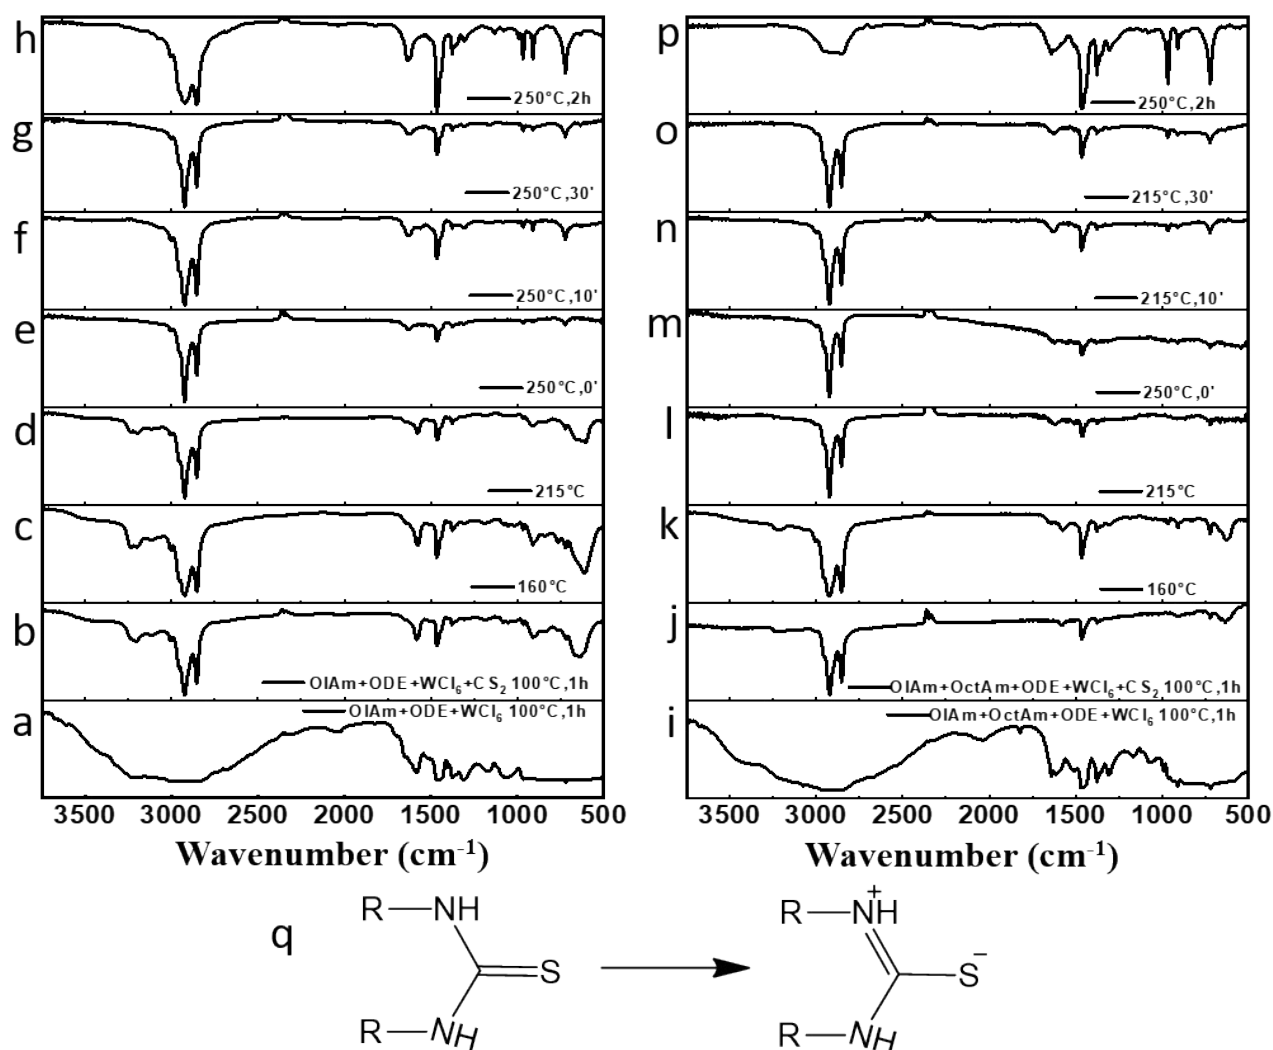 h
250°C,2h
g
250°C,30'
f
250°C,10'
e
250°C,0'
d
215°C
c
160°C
b
OlAm+ODE+WCl₆+CS₂ 100°C,1h
a
OlAm+ODE+WCl₆ 100°C,1h
3500 3000 2500 2000 1500 1000 500
Wavenumber (cm⁻¹)
p
250°C,2h
o
215°C,30'
n
215°C,10'
m
250°C,0'
l
215°C
k
160°C
j
OlAm+OctAm+ODE+WCl₆+CS₂ 100°C,1h
i
OlAm+OctAm+ODE+WCl₆ 100°C,1h
3500 3000 2500 2000 1500 1000 500
Wavenumber (cm⁻¹)
q
R NH
S
R NH
+
R NH
S⁻
R NH